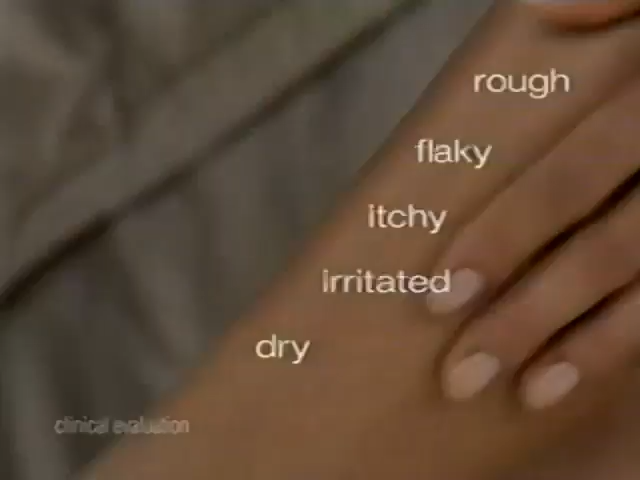 rough
flaky
itchy
irritated
dry
clinical evaluation